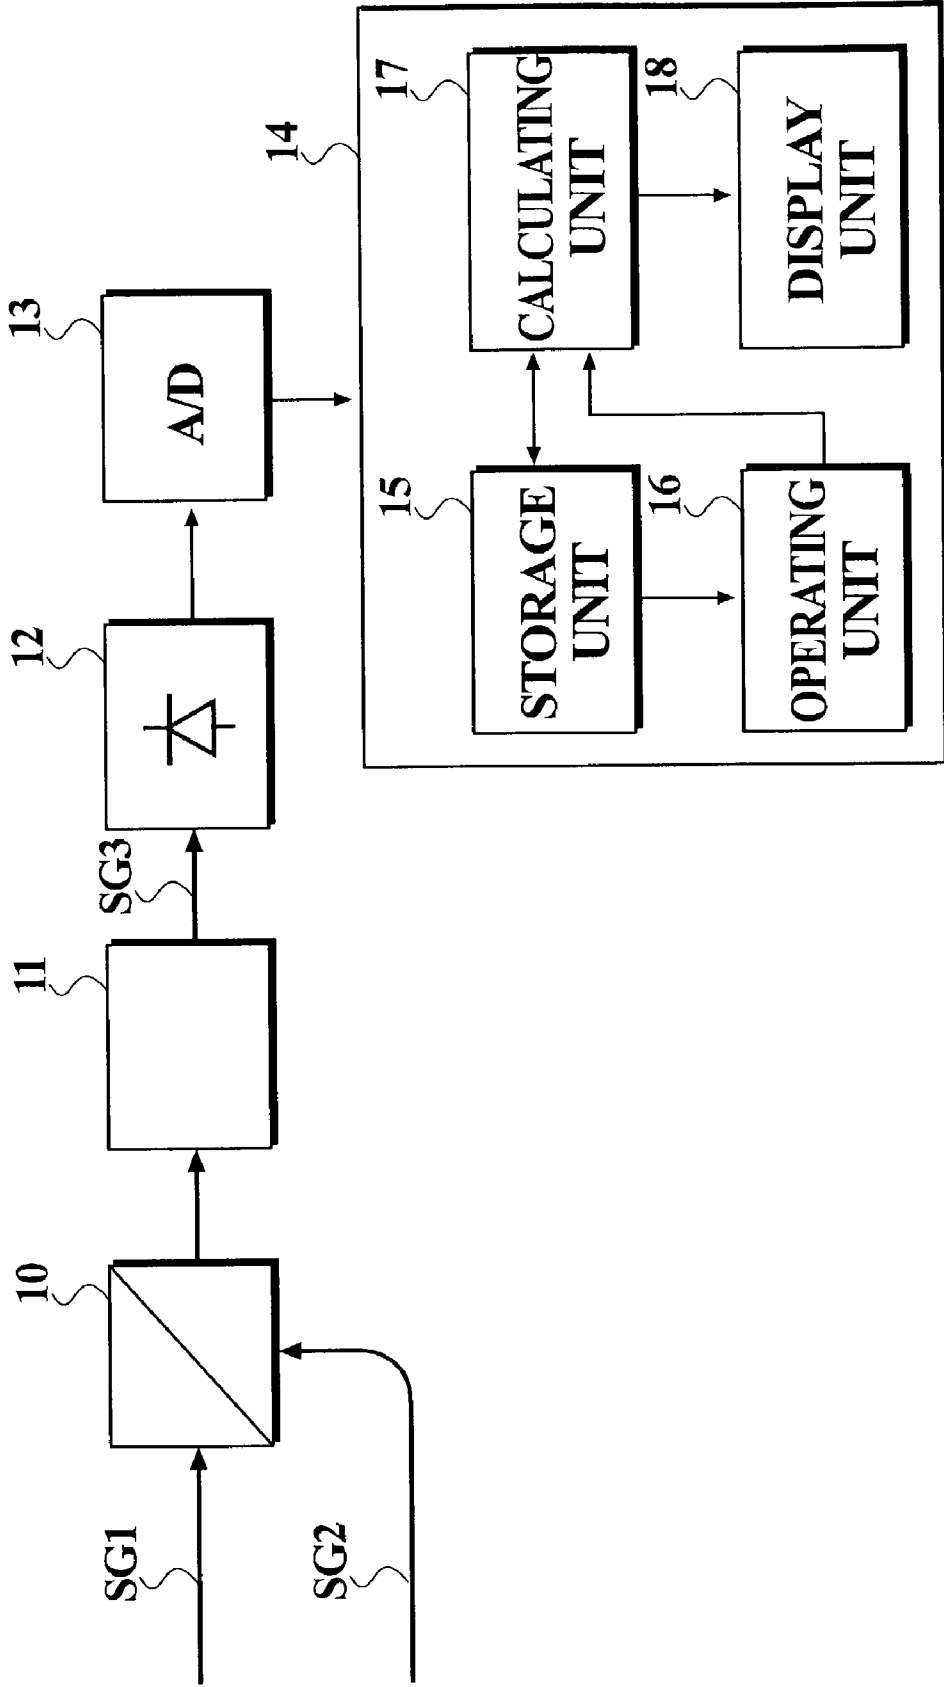 SG1
SG2
10
11
SG3
12
13
A/D
14
15
STORAGE
UNIT
17
CALCULATING
UNIT
16
OPERATING
UNIT
18
DISPLAY
UNIT